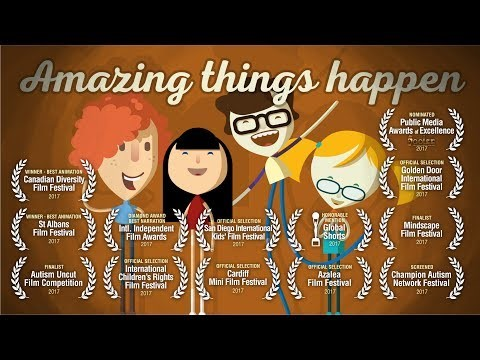 Amazing things happen
NOMINATED
Public Media
Awards of Excellence
2017
WINNER - BEST ANIMATION
Canadian Diversity
Film Festival
2017
OFFICIAL SELECTION
Golden Door
International
Film Festival
2017
WINNER - BEST ANIMATION
St Albans
Film Festival
2017
DIAMOND AWARD
BEST NARRATION
Intl. Independent
Film Awards
2017
OFFICIAL SELECTION
San Diego International
Kids' Film Festival
2017
HONORABLE
MENTION
Global
Shorts
2017
FINALIST
Mindscape
Film Festival
2017
FINALIST
Autism Uncut
Film Competition
2017
OFFICIAL SELECTION
International
Children's Rights
Film Festival
2017
OFFICIAL SELECTION
Cardiff
Mini Film Festival
2017
OFFICIAL SELECTION
Azalea
Film Festival
2017
SCREENED
Champion Autism
Network Festival
2017